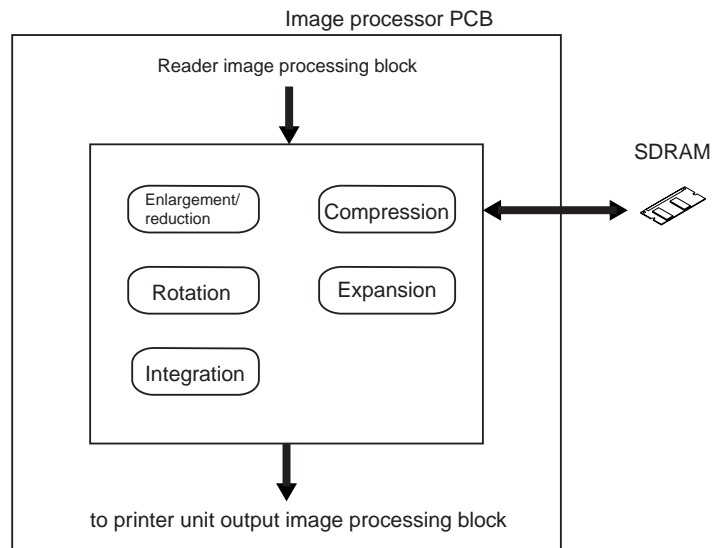 Image processor PCB
Reader image processing block
SDRAM
Enlargement/
reduction
Compression
Rotation
Expansion
Integration
to printer unit output image processing block